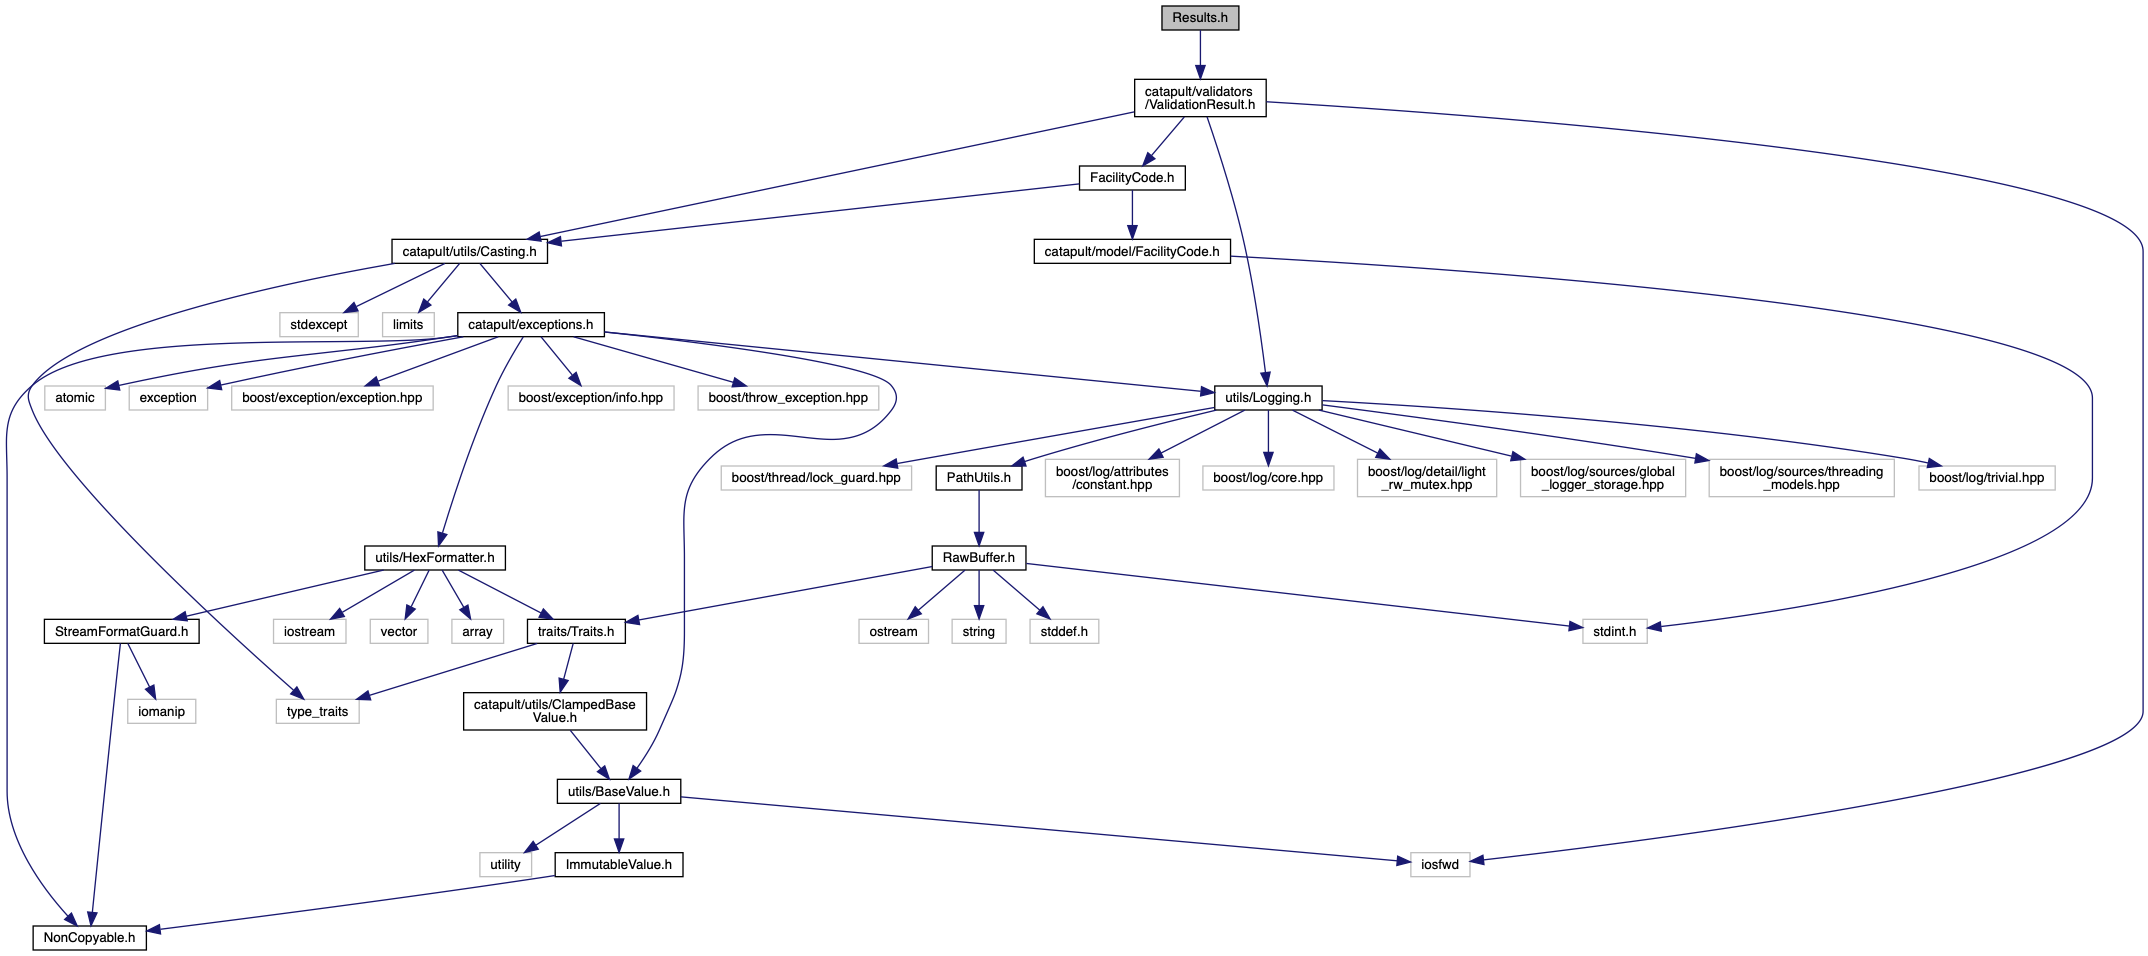 Results.h
catapult/validators
/ValidationResult.h
FacilityCode.h
catapult/utils/Casting.h
catapult/model/FacilityCode.h
stdexcept
limits
catapult/exceptions.h
atomic
exception
boost/exception/exception.hpp
boost/exception/info.hpp
boost/throw_exception.hpp
utils/Logging.h
boost/thread/lock_guard.hpp
PathUtils.h
boost/log/attributes
/constant.hpp
boost/log/core.hpp
boost/log/detail/light
_rw_mutex.hpp
boost/log/sources/global
_logger_storage.hpp
boost/log/sources/threading
_models.hpp
boost/log/trivial.hpp
utils/HexFormatter.h
RawBuffer.h
StreamFormatGuard.h
iostream
vector
array
traits/Traits.h
ostream
string
stddef.h
stdint.h
iomanip
type_traits
catapult/utils/ClampedBase
Value.h
utils/BaseValue.h
utility
ImmutableValue.h
iosfwd
NonCopyable.h